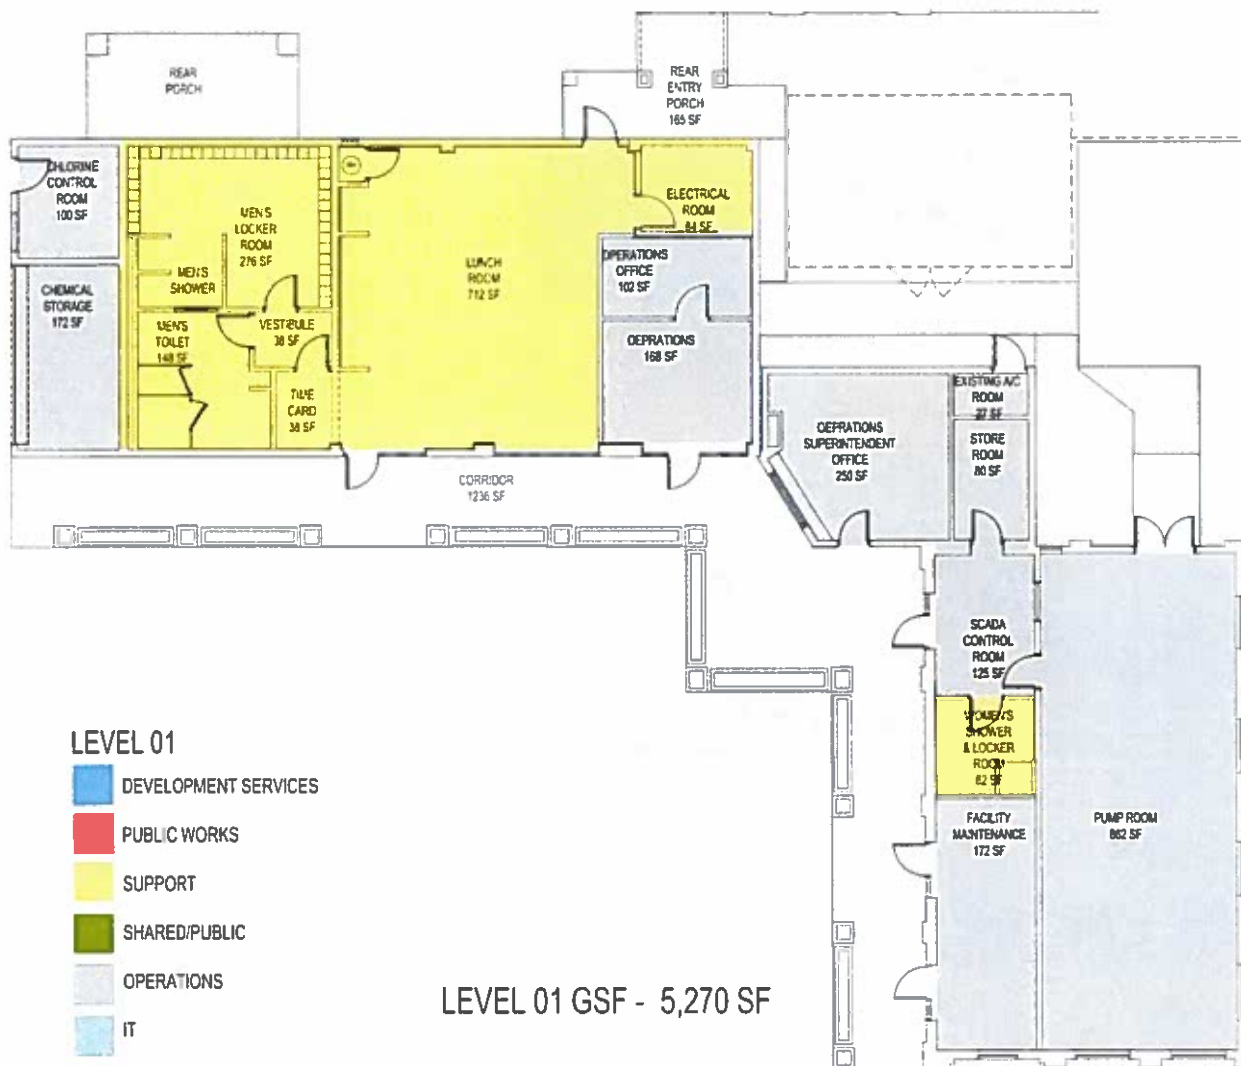 REAR
PORCH
REAR
ENTRY
PORCH
165 SF
CHLORINE
CONTROL
ROOM
100 SF
MEN'S
LOCKER
ROOM
276 SF
ELECTRICAL
ROOM
84 SF
LUNCH
ROOM
712 SF
OPERATIONS
OFFICE
102 SF
MEN'S
SHOWER
CHEMICAL
STORAGE
172 SF
MEN'S
TOILET
148 SF
VESTIBULE
38 SF
OEPRATIONS
168 SF
TIME
CARD
38 SF
EXISTING A/C
ROOM
27 SF
OEPRATIONS
SUPERINTENDENT
OFFICE
250 SF
STORE
ROOM
80 SF
CORRIDOR
1236 SF
SCADA
CONTROL
ROOM
125 SF
WOMEN'S
SHOWER
& LOCKER
ROOM
82 SF
FACILITY
MAINTENANCE
172 SF
PUMP ROOM
862 SF
LEVEL 01
DEVELOPMENT SERVICES
PUBLIC WORKS
SUPPORT
SHARED/PUBLIC
OPERATIONS
IT
LEVEL 01 GSF - 5,270 SF